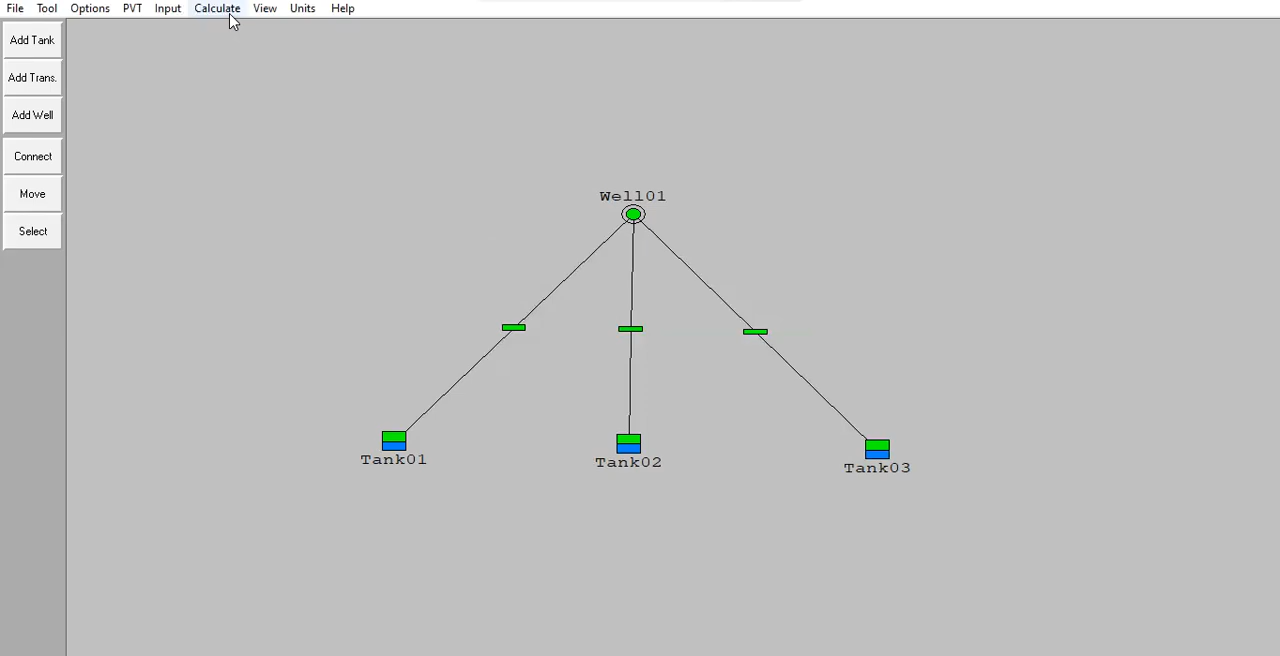 File Tool Options PVT Input Calculate View Units Help
Add Tank
Add Trans.
Add Well
Connect
Move
Select
Well01
Tank01
Tank02
Tank03